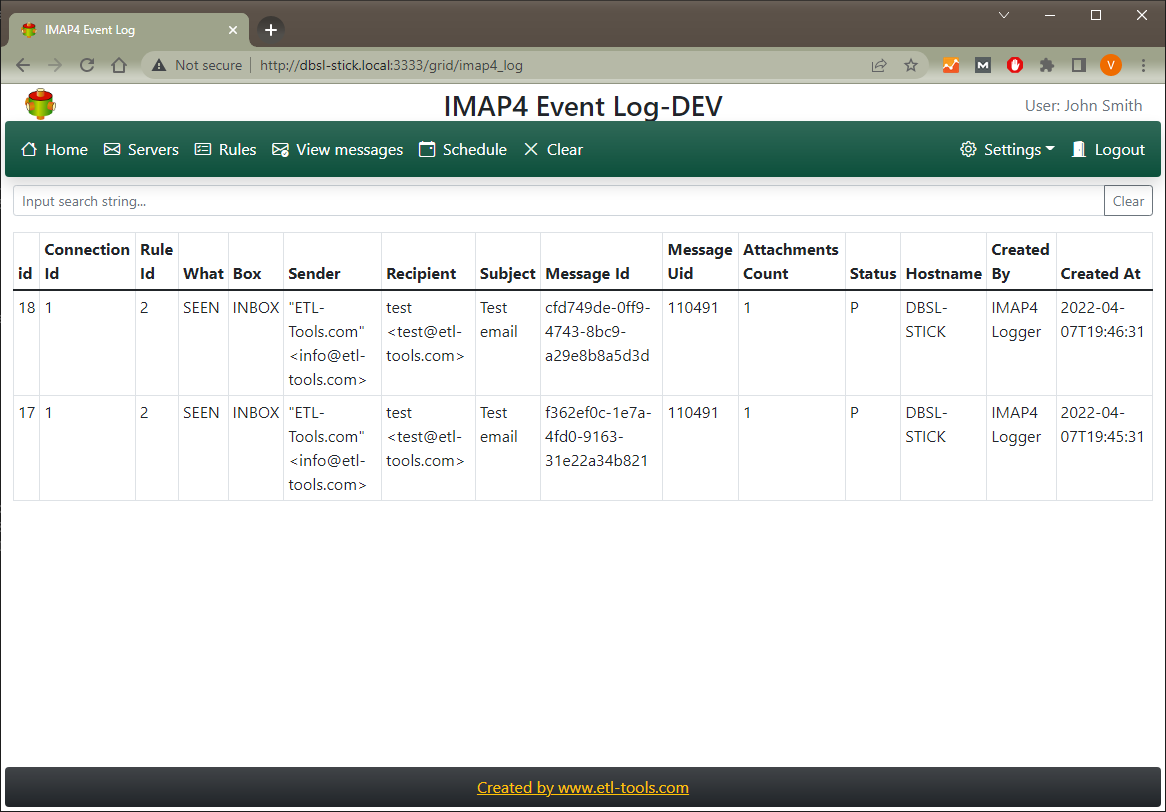 IMAP4 Event Log
Not secure http://dbsl-stick.local:3333/grid/imap4_log
V
IMAP4 Event Log-DEV
User: John Smith
Home Servers Rules View messages Schedule Clear Settings Logout
Input search string... Clear
id Connection Id Rule Id What Box Sender Recipient Subject Message Id Message Uid Attachments Count Status Hostname Created By Created At
18 1 2 SEEN INBOX "ETL- test Test cfd749de-0ff9- 110491 1 P DBSL- IMAP4 2022-04-
Tools.com" <test@etl- email 4743-8bc9- STICK Logger 07T19:46:31
<info@etl- tools.com> a29e8b8a5d3d
tools.com>
17 1 2 SEEN INBOX "ETL- test Test f362ef0c-1e7a- 110491 1 P DBSL- IMAP4 2022-04-
Tools.com" <test@etl- email 4fd0-9163- STICK Logger 07T19:45:31
<info@etl- tools.com> 31e22a34b821
tools.com>
Created by www.etl-tools.com